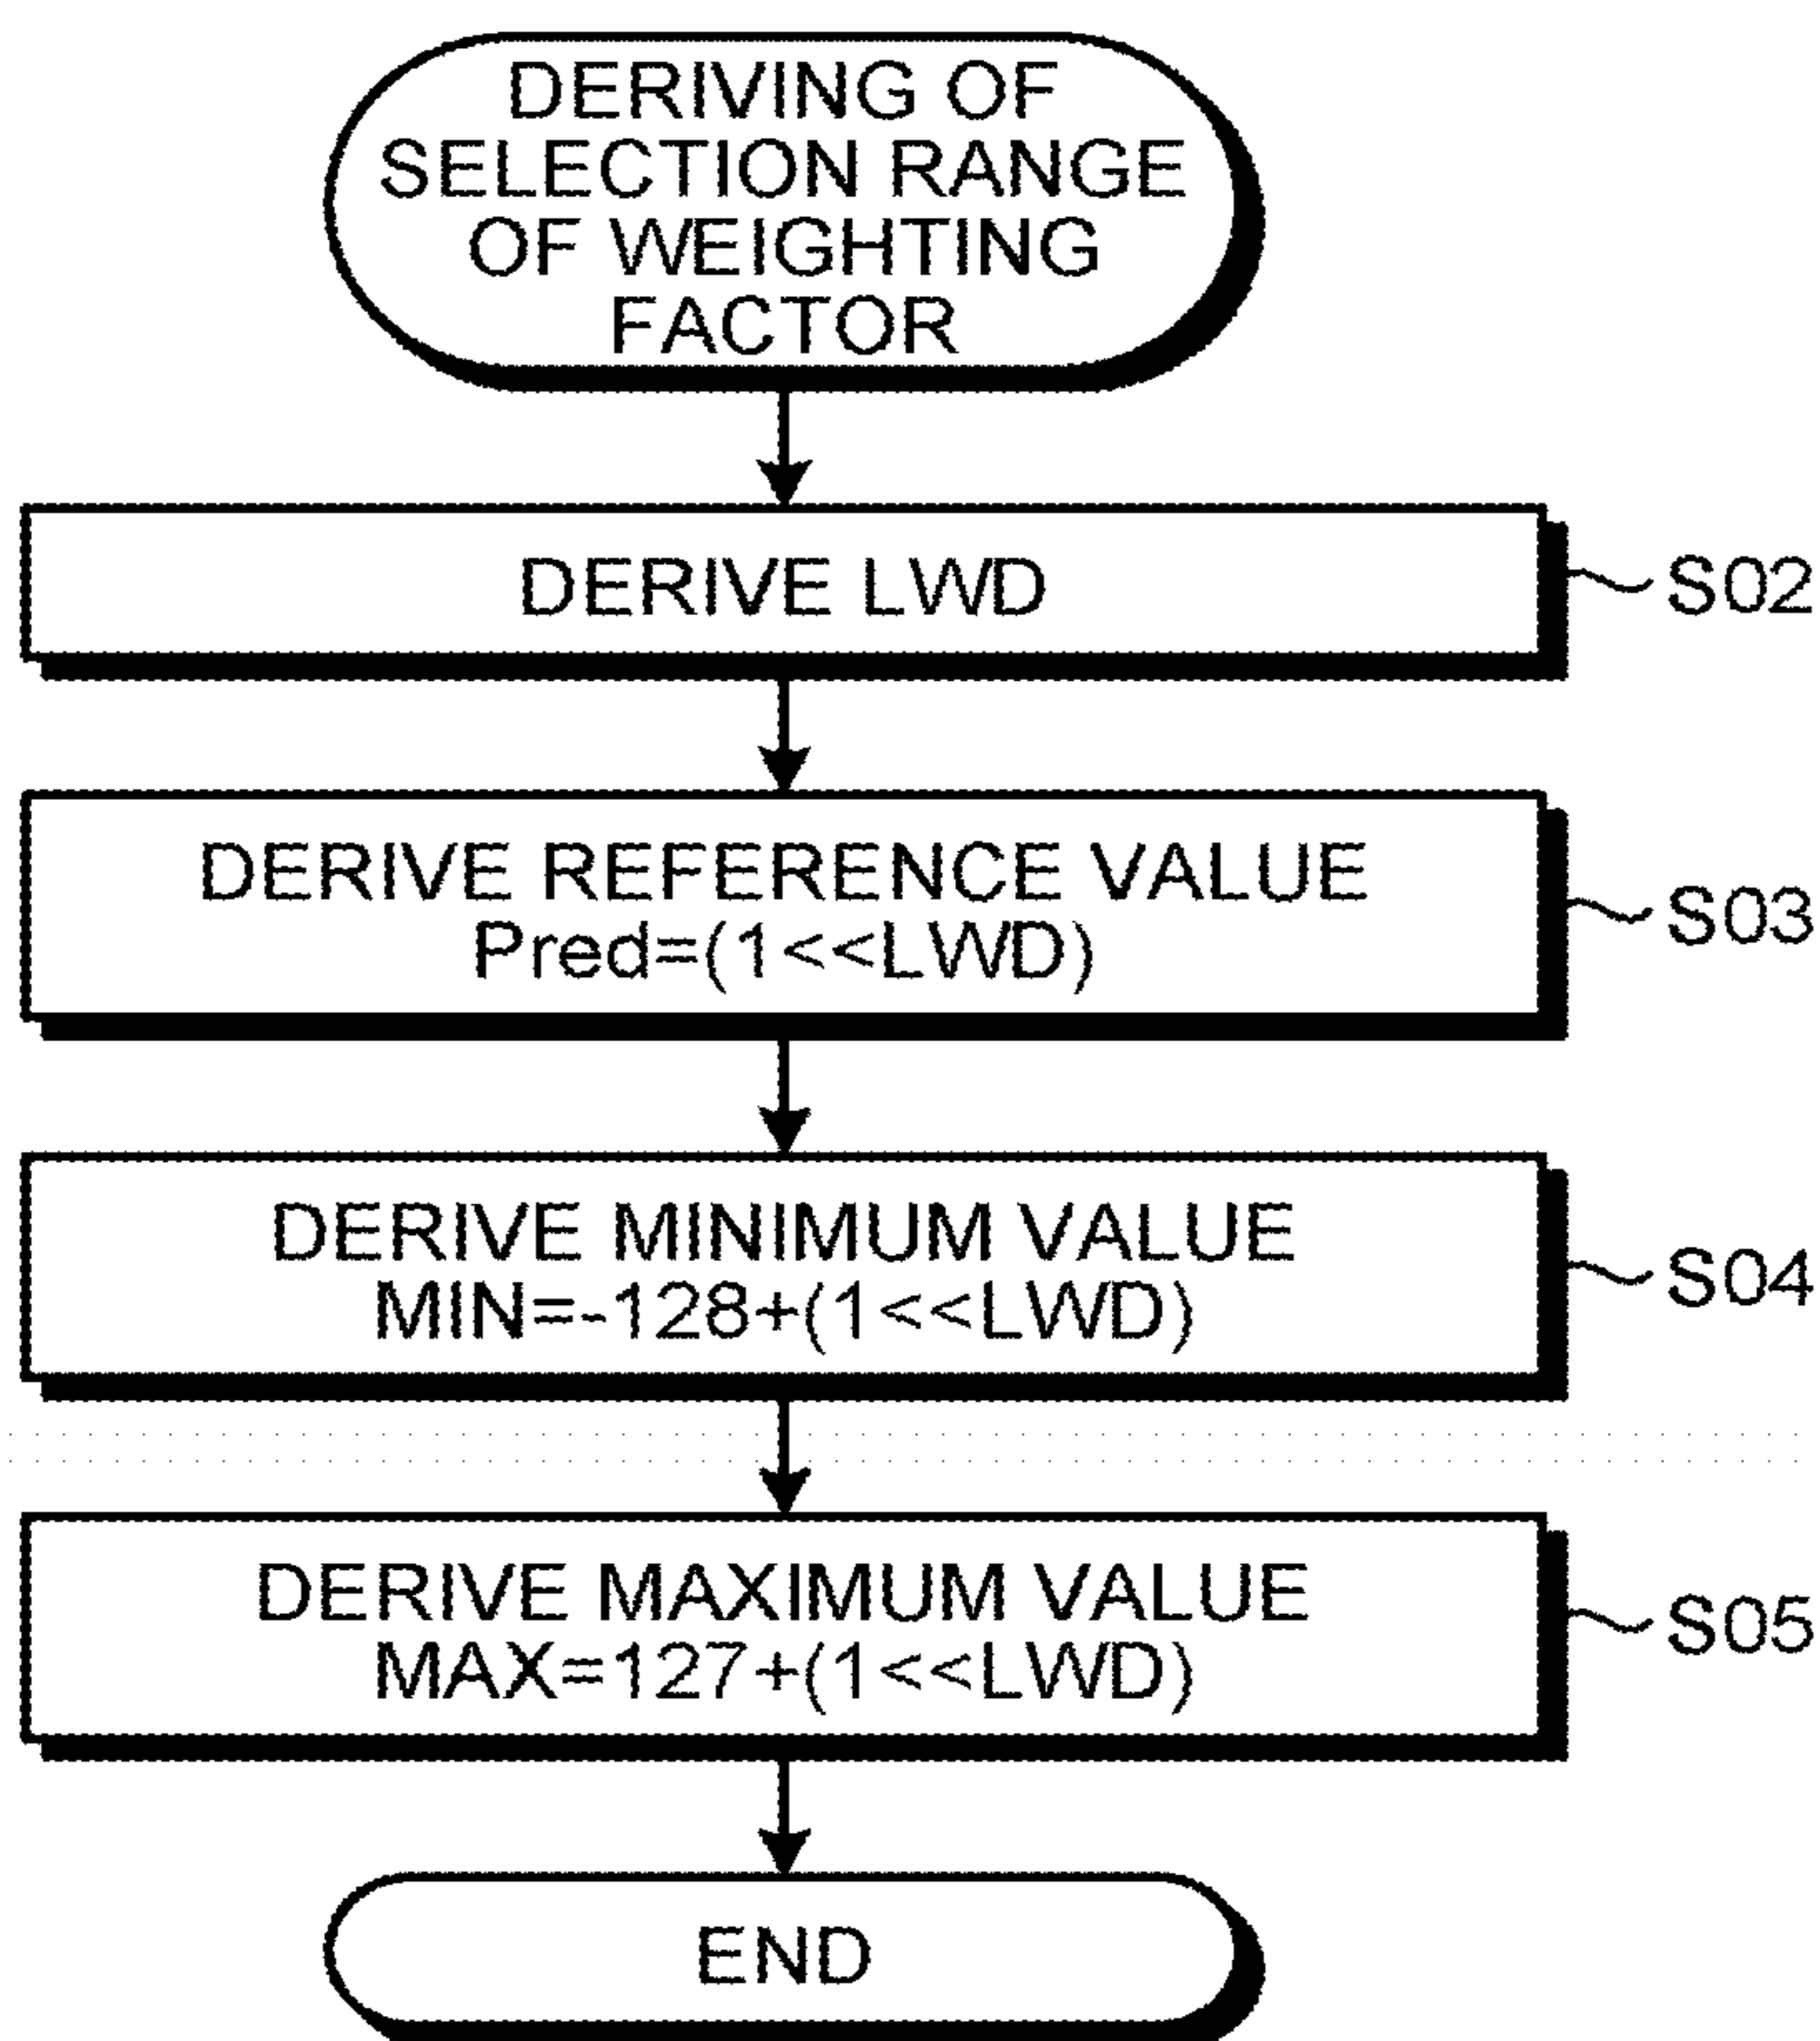 DERIVING OF
SELECTION RANGE
OF WEIGHTING
FACTOR
DERIVE LWD
S02
DERIVE REFERENCE VALUE
Pred=(1<<LWD)
S03
DERIVE MINIMUM VALUE
MIN=-128+(1<<LWD)
S04
DERIVE MAXIMUM VALUE
MAX=127+(1<<LWD)
S05
END